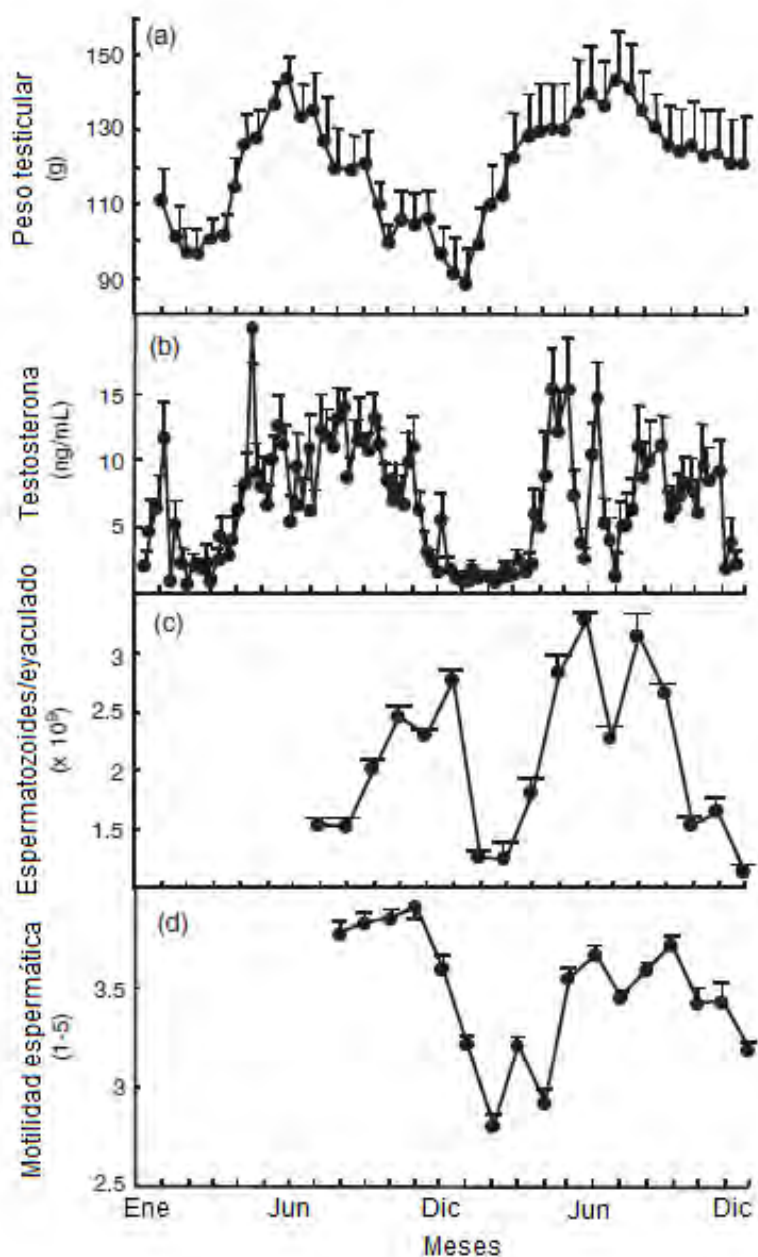 (a)
Peso testicular
(g)
150
130
110
90
(b)
Testosterona
(ng/mL)
15
10
5
(c)
Espermatozoides/eyaculado
(x 10⁹)
3
2.5
2
1.5
(d)
Motilidad espermática
(1-5)
3.5
3
2.5
Ene Jun Dic Jun Dic
Meses